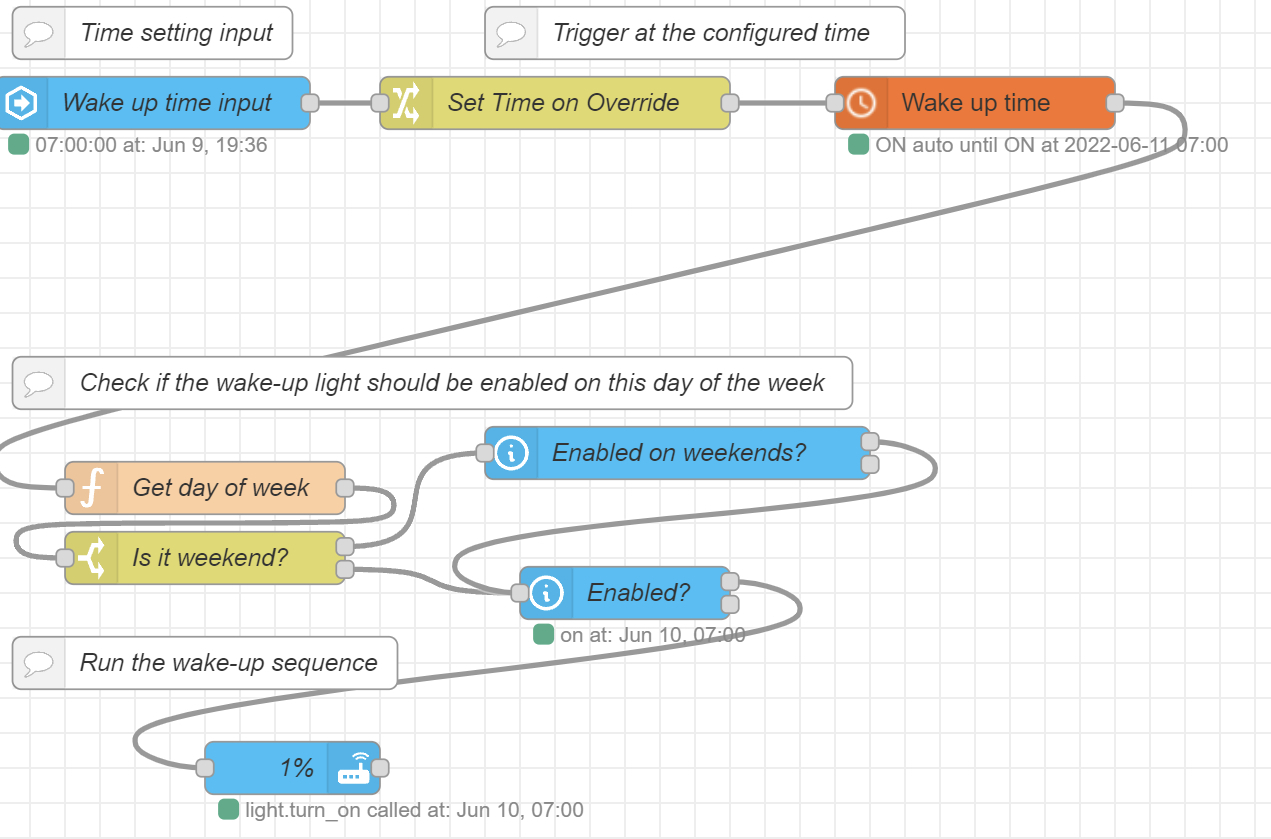 Time setting input
Trigger at the configured time
Wake up time input
Set Time on Override
Wake up time
07:00:00 at: Jun 9, 19:36
ON auto until ON at 2022-06-11 07:00
Check if the wake-up light should be enabled on this day of the week
Enabled on weekends?
Get day of week
Is it weekend?
Enabled?
on at: Jun 10, 07:00
Run the wake-up sequence
1%
light.turn_on called at: Jun 10, 07:00